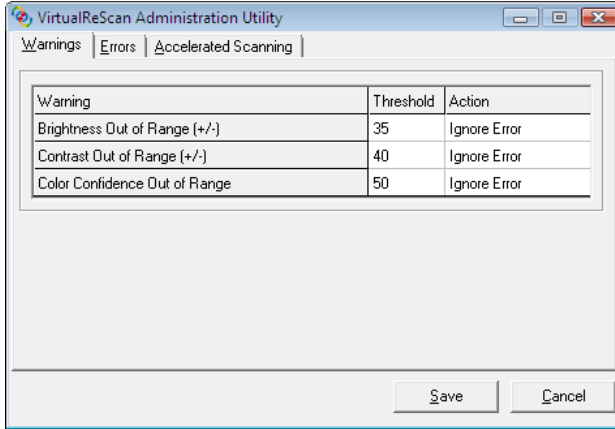 VirtualReScan Administration Utility
Warnings Errors Accelerated Scanning
Warning Threshold Action
Brightness Out of Range (+/-) 35 Ignore Error
Contrast Out of Range (+/-) 40 Ignore Error
Color Confidence Out of Range 50 Ignore Error
Save Cancel